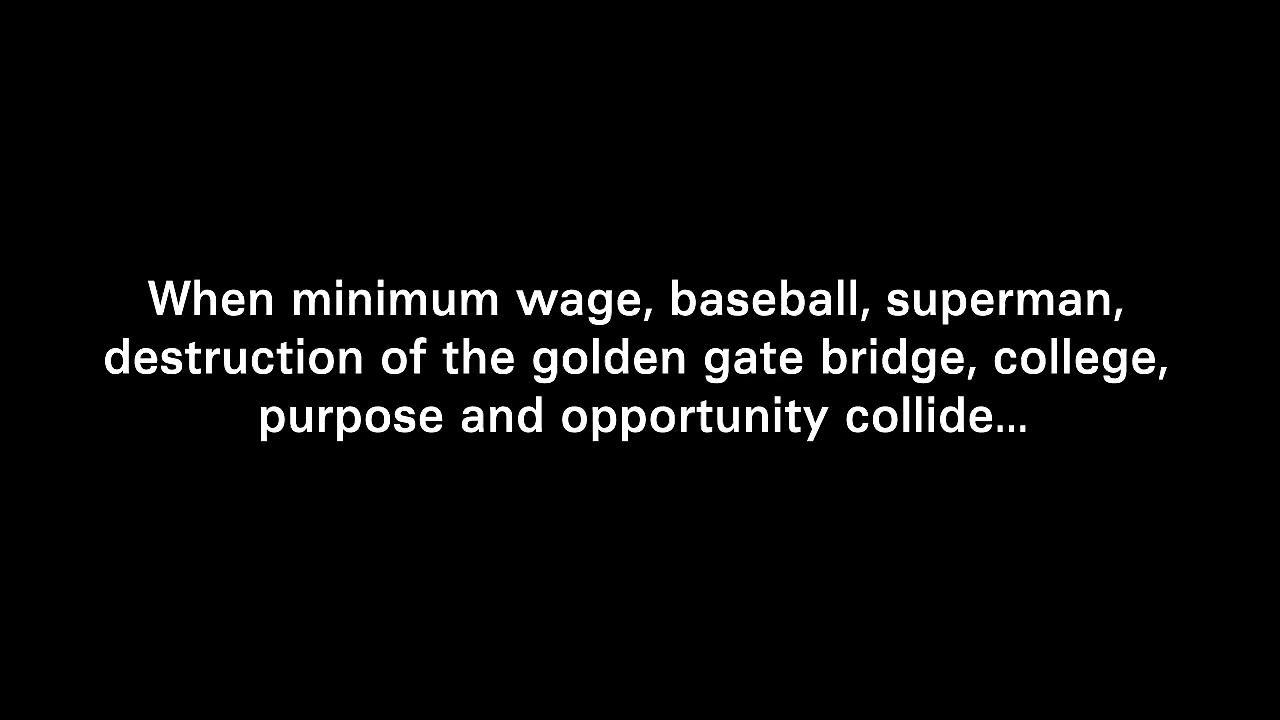 When minimum wage, baseball, superman,
destruction of the golden gate bridge, college,
purpose and opportunity collide...